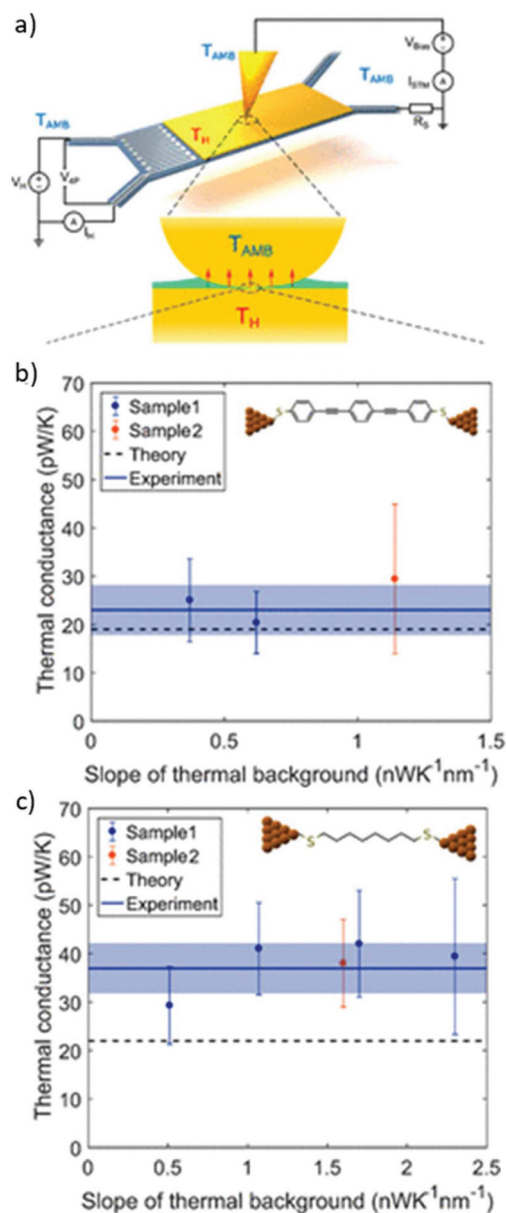 a)
T_AMB
V_Bias
T_AMB
I_STM
A
R_S
T_AMB
T_H
V_H
V_4P
A
I_H
T_AMB
T_H
b)
70
60
50
40
30
20
10
0
Thermal conductance (pW/K)
Sample1
Sample2
Theory
Experiment
S
S
0 0.5 1 1.5
Slope of thermal background (nWK⁻¹nm⁻¹)
c)
70
60
50
40
30
20
10
0
Thermal conductance (pW/K)
Sample1
Sample2
Theory
Experiment
S
S
0 0.5 1 1.5 2 2.5
Slope of thermal background (nWK⁻¹nm⁻¹)